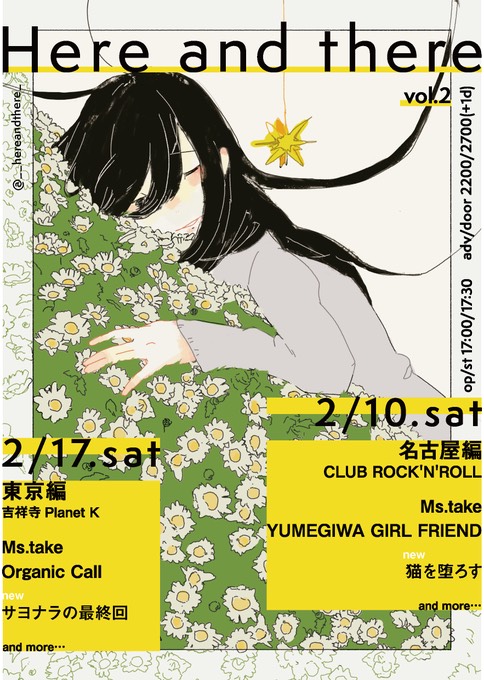 Here and there
vol.2
@__hereandthere_
adv/door 2200/2700(+1d)
op/st 17:00/17:30
2/10.sat
名古屋編
CLUB ROCK'N'ROLL
Ms.take
YUMEGIWA GIRL FRIEND
new
猫を堕ろす
and more…
2/17.sat
東京編
吉祥寺 Planet K
Ms.take
Organic Call
new
サヨナラの最終回
and more…